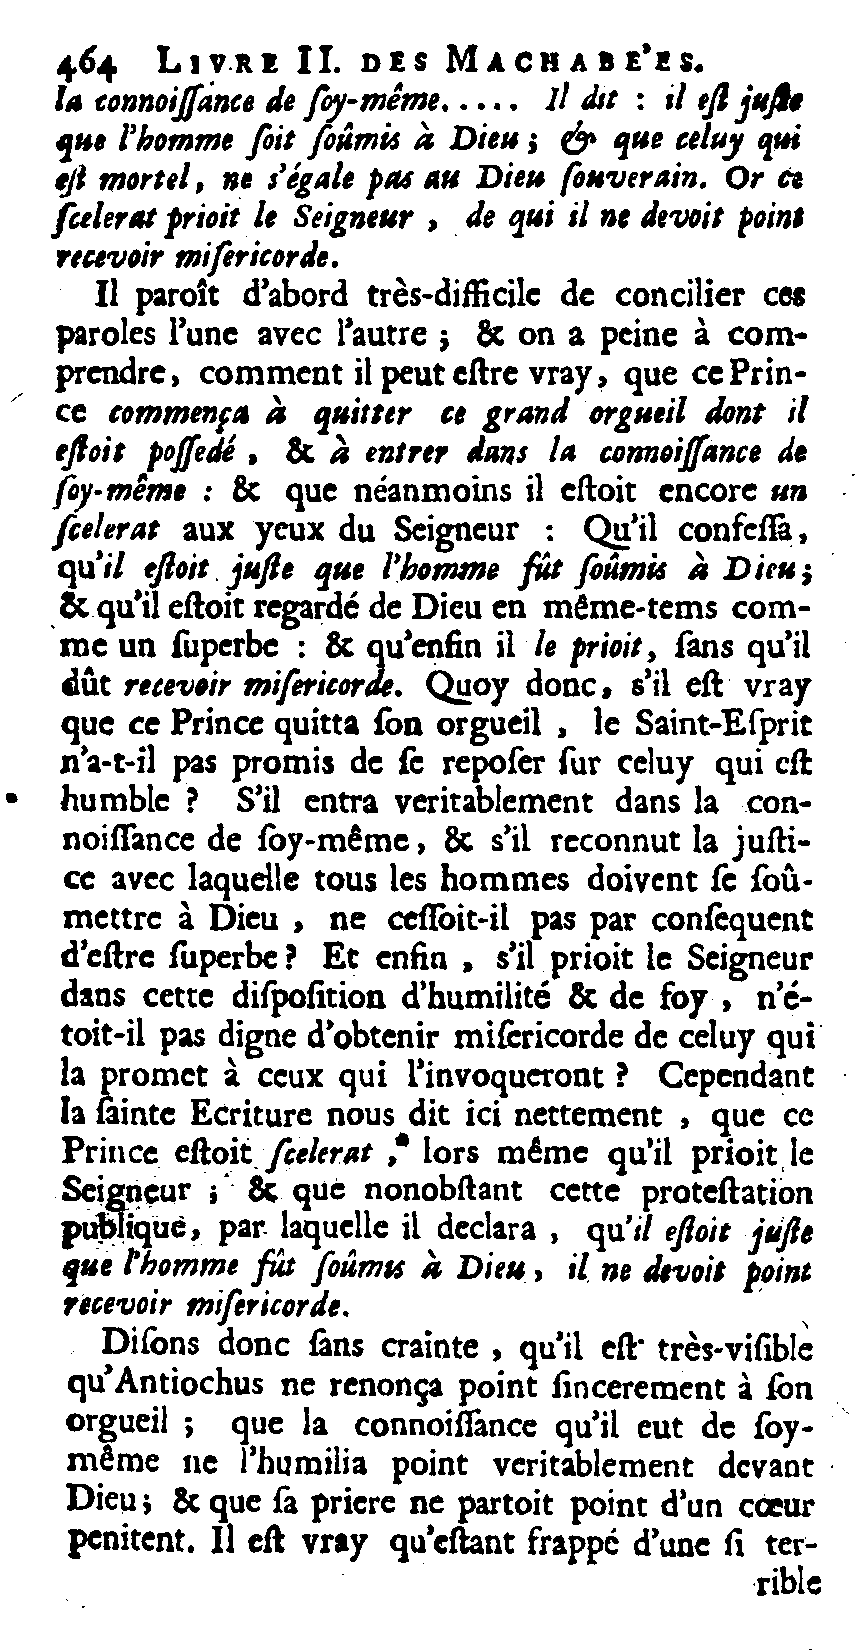 464 LIVRE II. DES MACHABE'ES.
la connoiſſance de ſoy-même. . . . . Il dit : il eſt juſte
que l'homme ſoit ſoûmis à Dieu ; & que celuy qui
eſt mortel, ne s'égale pas au Dieu ſouverain. Or ce
ſcelerat prioit le Seigneur , de qui il ne devoit point
recevoir miſericorde.
Il paroît d'abord très-difficile de concilier ces
paroles l'une avec l'autre ; & on a peine à com-
prendre, comment il peut eſtre vray, que ce Prin-
ce commença à quitter ce grand orgueil dont il
eſtoit poſſedé , & à entrer dans la connoiſſance de
ſoy-même : & que néanmoins il eſtoit encore un
ſcelerat aux yeux du Seigneur : Qu'il confeſſa,
qu'il eſtoit juſte que l'homme fût ſoûmis à Dieu;
& qu'il eſtoit regardé de Dieu en même-tems com-
me un ſuperbe : & qu'enfin il le prioit, ſans qu'il
dût recevoir miſericorde. Quoy donc, s'il eſt vray
que ce Prince quitta ſon orgueil , le Saint-Eſprit
n'a-t-il pas promis de ſe repoſer ſur celuy qui eſt
humble ? S'il entra veritablement dans la con-
noiſſance de ſoy-même, & s'il reconnut la juſti-
ce avec laquelle tous les hommes doivent ſe ſoû-
mettre à Dieu , ne ceſſoit-il pas par conſequent
d'eſtre ſuperbe ? Et enfin , s'il prioit le Seigneur
dans cette diſpoſition d'humilité & de foy , n'é-
toit-il pas digne d'obtenir miſericorde de celuy qui
la promet à ceux qui l'invoqueront ? Cependant
la ſainte Ecriture nous dit ici nettement , que ce
Prince eſtoit ſcelerat , lors même qu'il prioit le
Seigneur ; & que nonobſtant cette proteſtation
publique, par laquelle il declara , qu'il eſtoit juſte
que l'homme fût ſoûmis à Dieu, il ne devoit point
recevoir miſericorde.
Diſons donc ſans crainte , qu'il eſt très-viſible
qu'Antiochus ne renonça point ſincerement à ſon
orgueil ; que la connoiſſance qu'il eut de ſoy-
même ne l'humilia point veritablement devant
Dieu; & que ſa priere ne partoit point d'un cœur
penitent. Il eſt vray qu'eſtant frappé d'une ſi ter-
rible